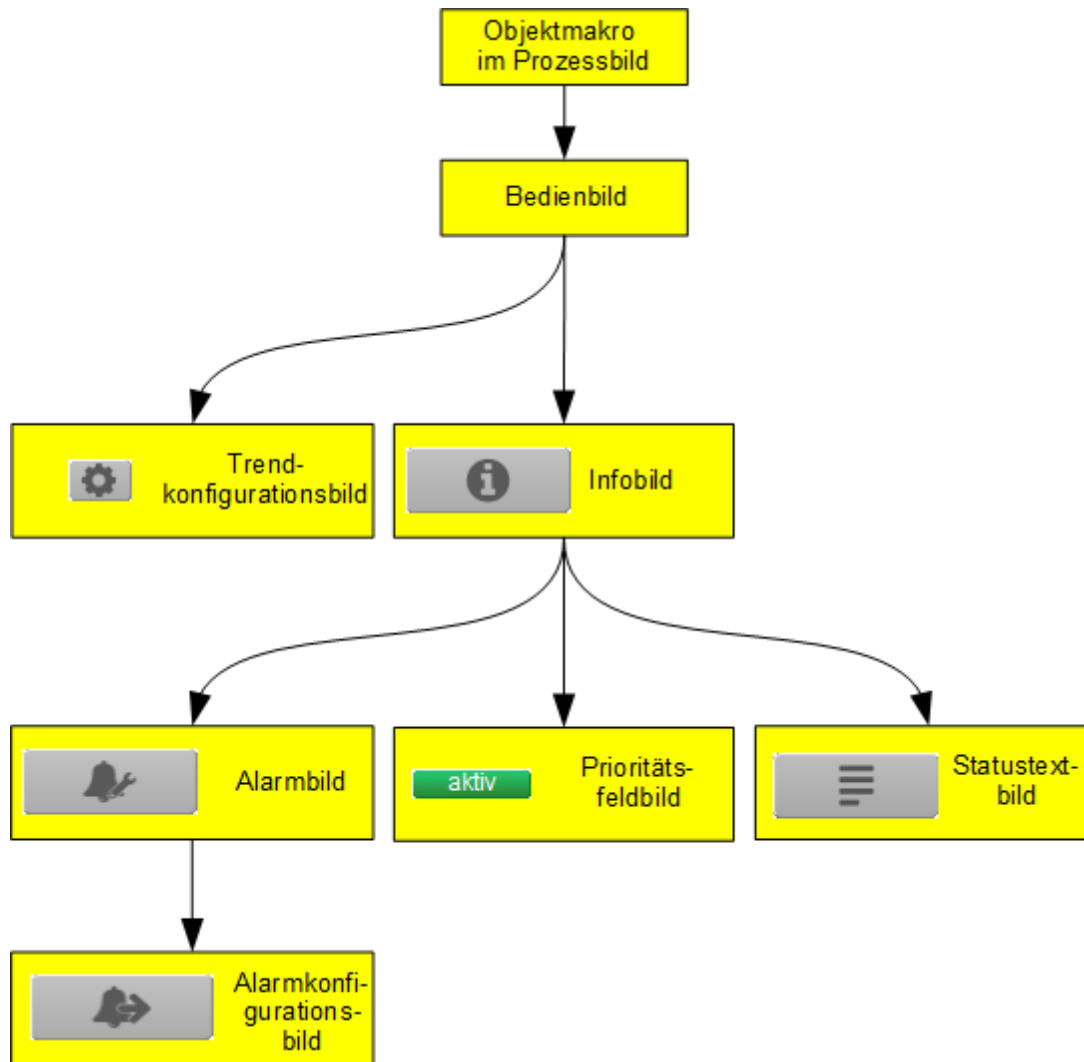 Objektmakro
im Prozessbild
Bedienbild
Trend-
konfigurationsbild
Infobild
Alarmbild
aktiv
Prioritäts-
feldbild
Statustext-
bild
Alarmkonfi-
gurations-
bild